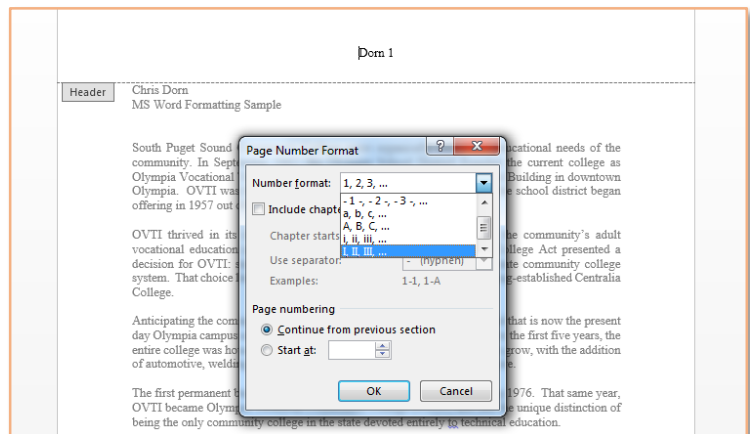 Dorn 1
Header
Chris Dorn
MS Word Formatting Sample
South Puget Sound
community. In Sept
Olympia Vocational
Olympia. OVTI was
offering in 1957 out
cational needs of the
the current college as
Building in downtown
e school district began
OVTI thrived in its
vocational education
decision for OVTI:
system. That choice
College.
he community's adult
llege Act presented a
te community college
g-established Centralia
Anticipating the com
day Olympia campus
entire college was ho
of automotive, weldi
that is now the present
the first five years, the
grow, with the addition
The first permanent b
OVTI became Olymp
1976. That same year,
e unique distinction of
being the only community college in the state devoted entirely to technical education.
Page Number Format
? X
Number format: 1, 2, 3, ...
- 1 -, - 2 -, - 3 -, ...
a, b, c, ...
A, B, C, ...
i, ii, iii, ...
I, II, III, ...
Include chapte
Chapter starts
Use separator: - (hyphen)
Examples: 1-1, 1-A
Page numbering
Continue from previous section
Start at:
OK Cancel